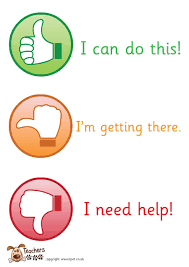 I can do this!
I'm getting there.
I need help!
Teachers